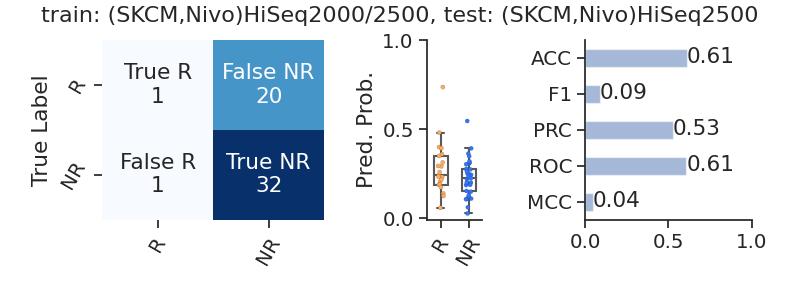 train: (SKCM,Nivo)HiSeq2000/2500, test: (SKCM,Nivo)HiSeq2500
True Label
R
NR
True R
1
False NR
20
False R
1
True NR
32
R
NR
Pred. Prob.
1.0
0.5
0.0
R
NR
ACC
0.61
F1
0.09
PRC
0.53
ROC
0.61
MCC
0.04
0.0
0.5
1.0